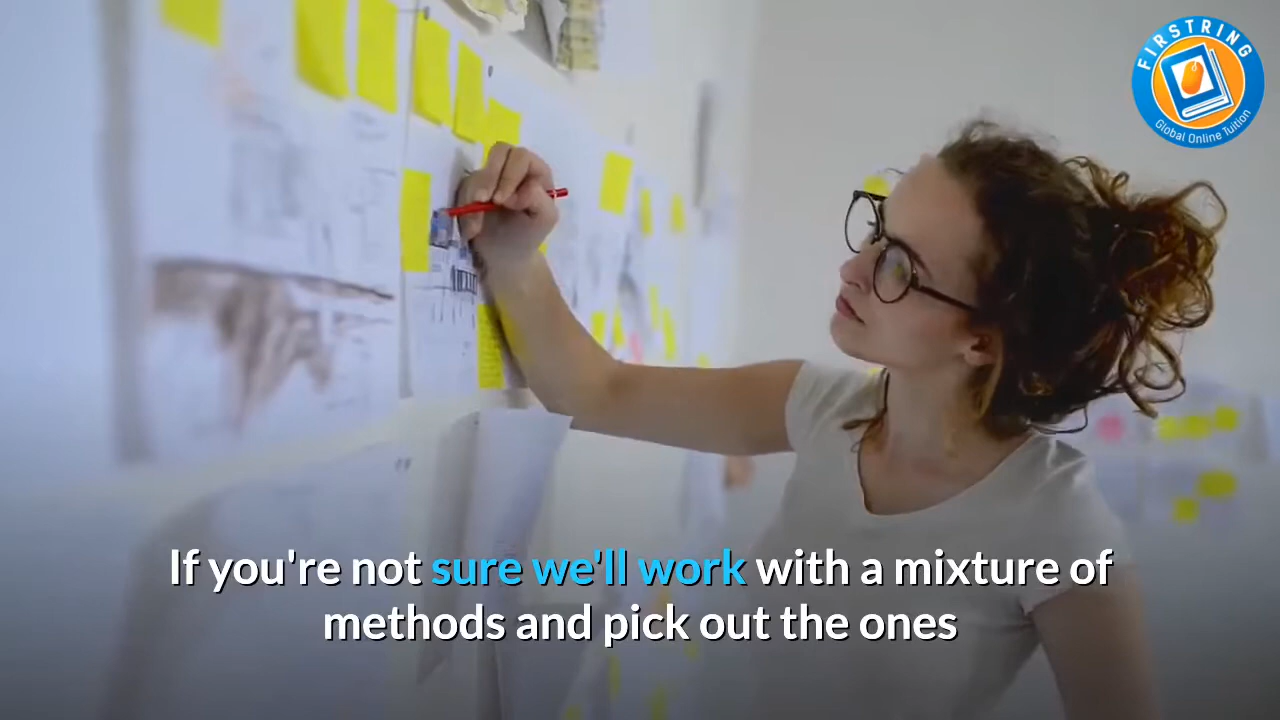 FIRSTRING
Global Online Tuition
If you're not sure we'll work with a mixture of
methods and pick out the ones